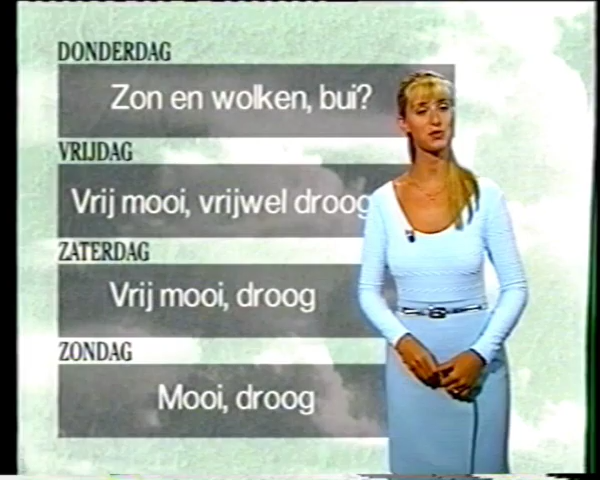 DONDERDAG
Zon en wolken, bui?
VRIJDAG
Vrij mooi, vrijwel droog
ZATERDAG
Vrij mooi, droog
ZONDAG
Mooi, droog